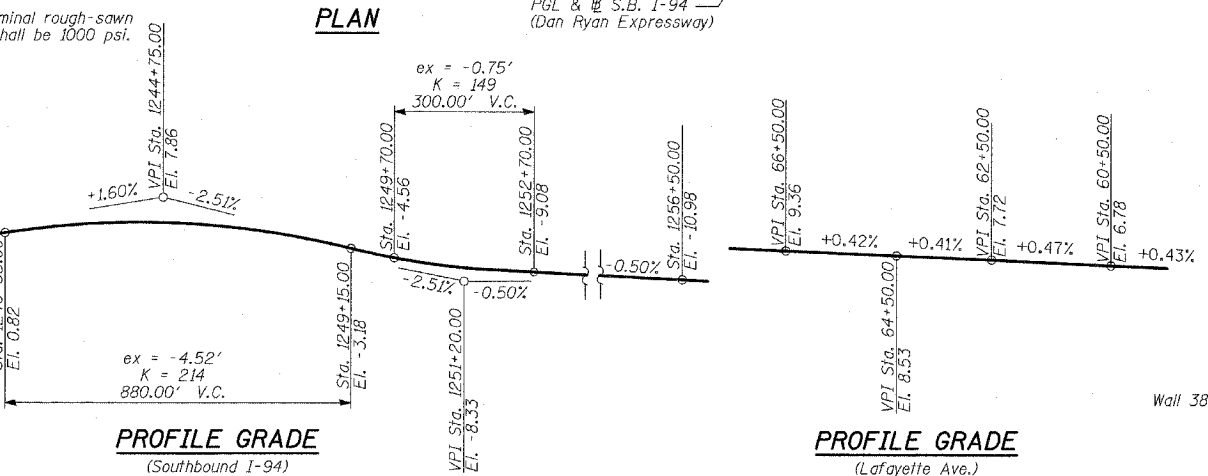 minal rough-sawn
hall be 1000 psi.
PLAN
PGL & ℄ S.B. I-94
(Dan Ryan Expressway)
El. 0.82
+1.60%
VPI Sta. 1244+75.00
El. 7.86
-2.51%
ex = -4.52'
K = 214
880.00' V.C.
Sta. 1249+15.00
El. -3.18
ex = -0.75'
K = 149
300.00' V.C.
Sta. 1249+70.00
El. -4.56
-2.51%
VPI Sta. 1251+20.00
El. -8.33
-0.50%
Sta. 1252+70.00
El. -9.08
-0.50%
Sta. 1256+50.00
El. -10.98
PROFILE GRADE
(Southbound I-94)
VPI Sta. 66+50.00
El. 9.36
+0.42%
VPI Sta. 64+50.00
El. 8.53
+0.41%
VPI Sta. 62+50.00
El. 7.72
+0.47%
VPI Sta. 60+50.00
El. 6.78
+0.43%
PROFILE GRADE
(Lafayette Ave.)
Wall 38